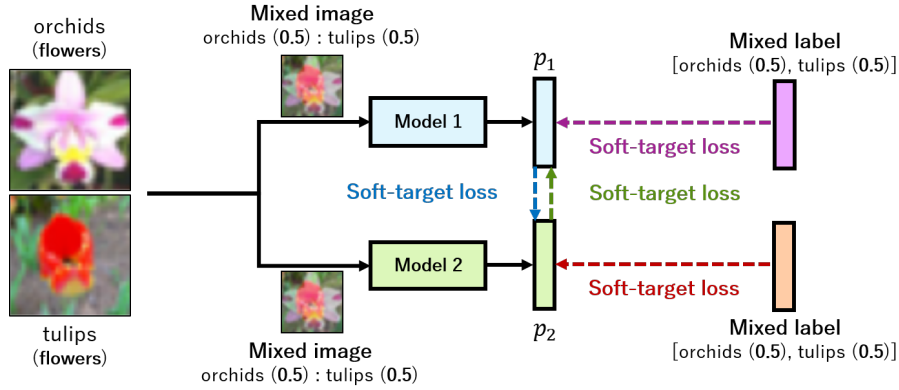 orchids
(flowers)
tulips
(flowers)
Mixed image
orchids (0.5) : tulips (0.5)
Model 1
p1
Mixed label
[orchids (0.5), tulips (0.5)]
Soft-target loss
Soft-target loss
Soft-target loss
Model 2
p2
Soft-target loss
Mixed image
orchids (0.5) : tulips (0.5)
Mixed label
[orchids (0.5), tulips (0.5)]